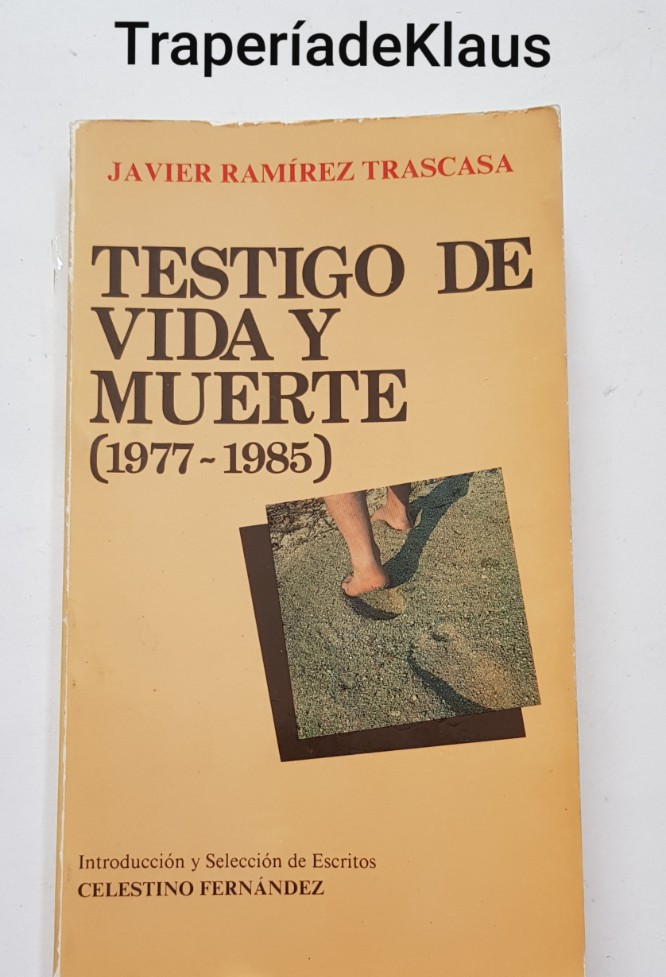 TraperíadeKlaus
JAVIER RAMÍREZ TRASCASA
TESTIGO DE
VIDA Y
MUERTE
(1977-1985)
Introducción y Selección de Escritos
CELESTINO FERNÁNDEZ